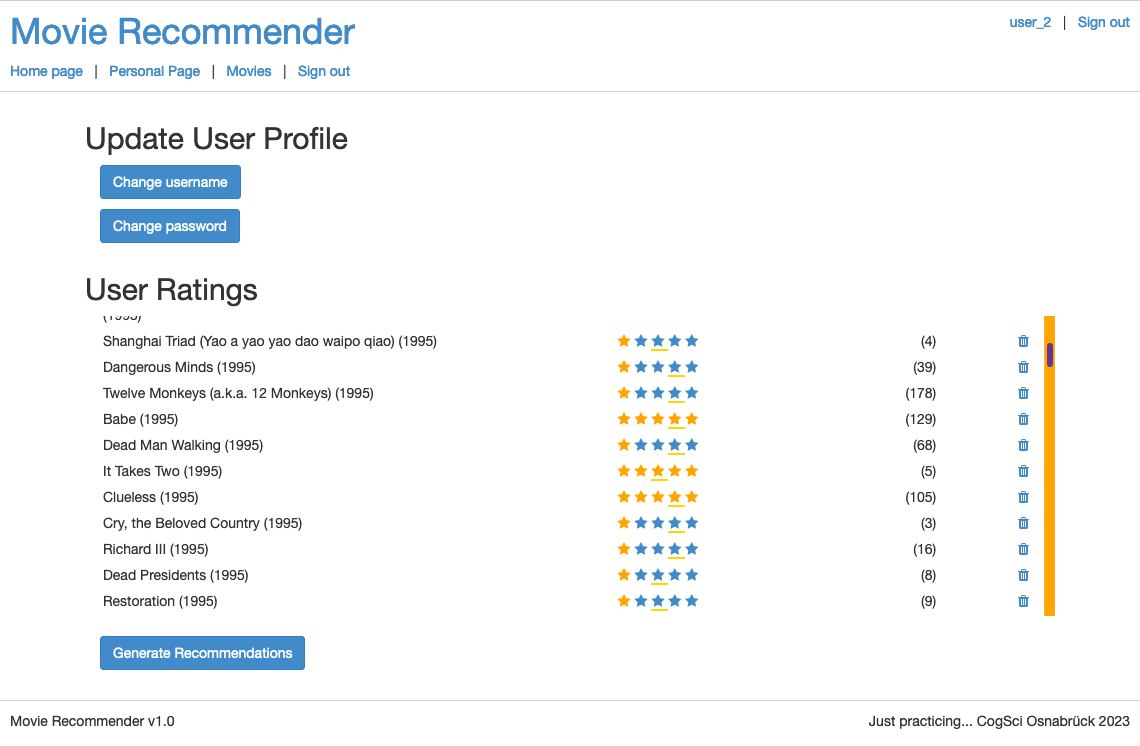 Movie Recommender
user_2 | Sign out
Home page | Personal Page | Movies | Sign out
Update User Profile
Change username
Change password
User Ratings
(1995)
Shanghai Triad (Yao a yao yao dao waipo qiao) (1995) (4)
Dangerous Minds (1995) (39)
Twelve Monkeys (a.k.a. 12 Monkeys) (1995) (178)
Babe (1995) (129)
Dead Man Walking (1995) (68)
It Takes Two (1995) (5)
Clueless (1995) (105)
Cry, the Beloved Country (1995) (3)
Richard III (1995) (16)
Dead Presidents (1995) (8)
Restoration (1995) (9)
Generate Recommendations
Movie Recommender v1.0
Just practicing... CogSci Osnabrück 2023